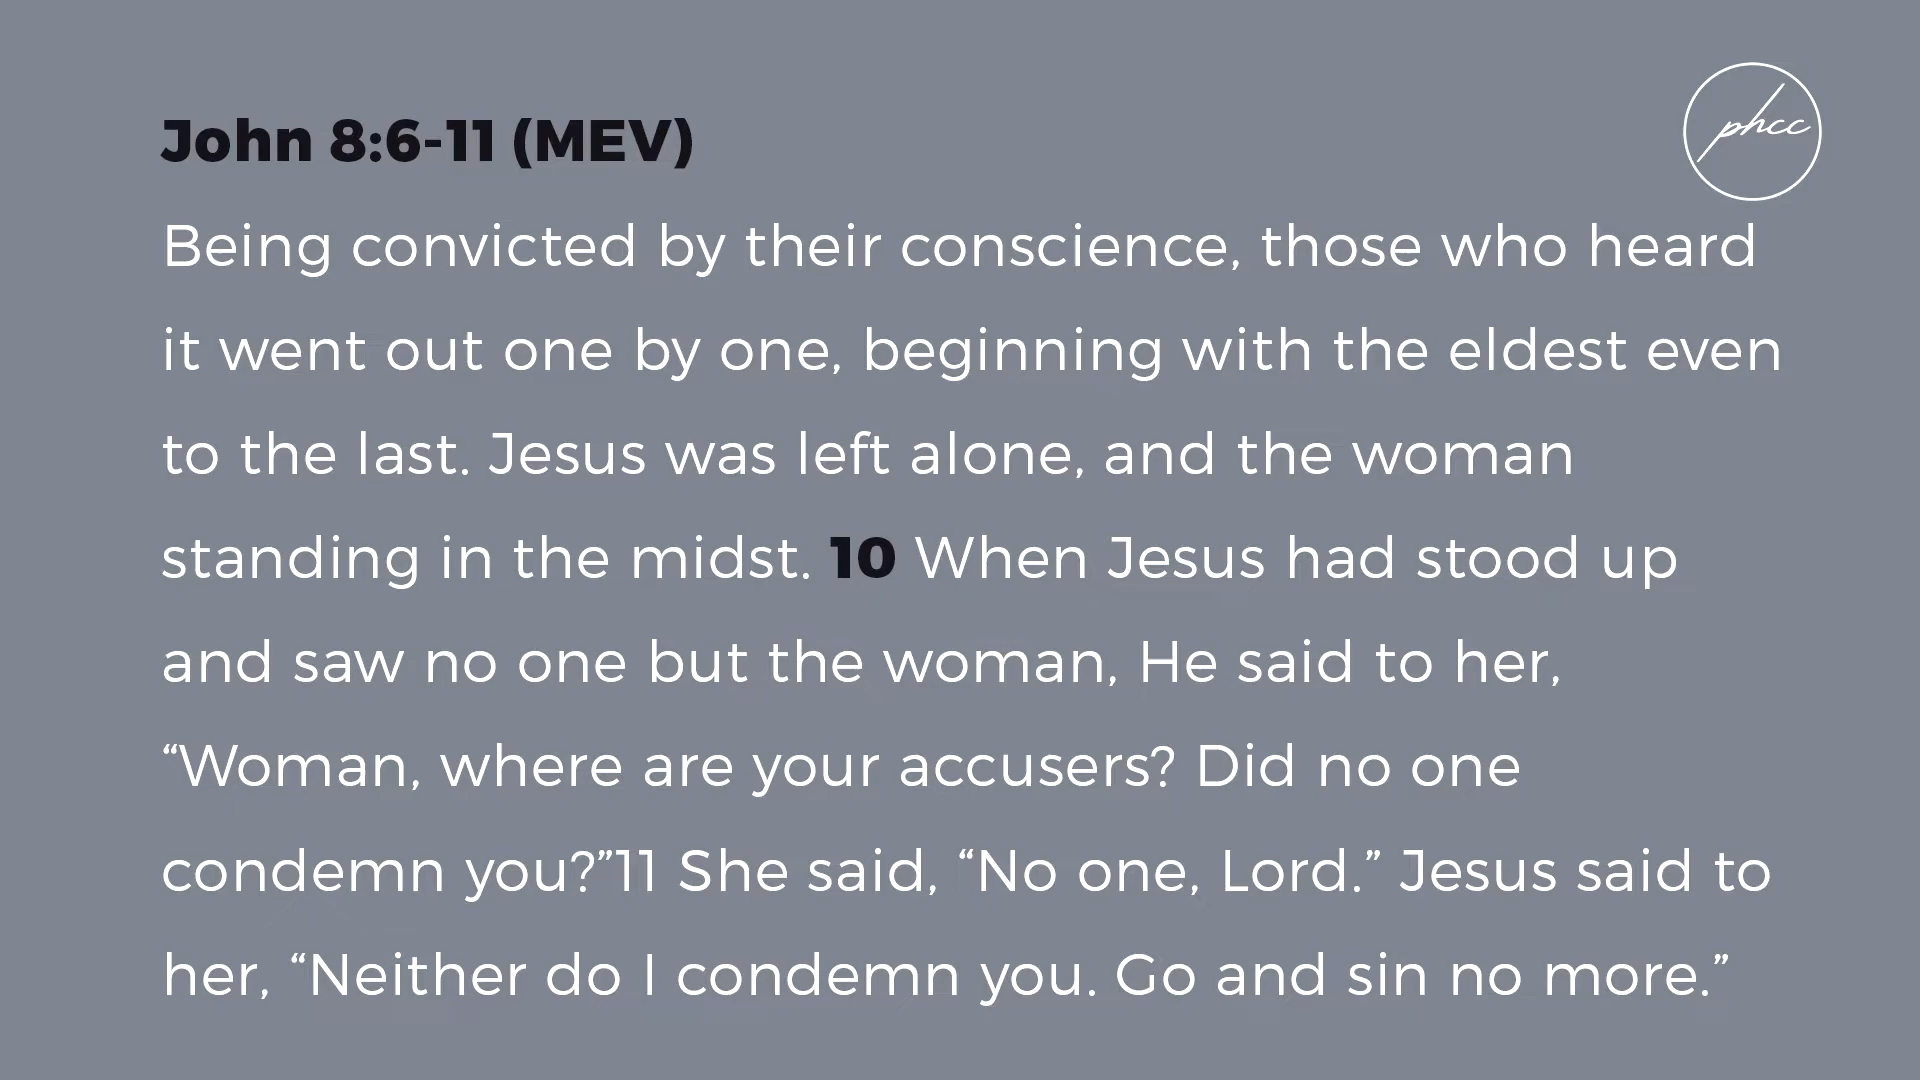 phcc
John 8:6-11 (MEV)
Being convicted by their conscience, those who heard
it went out one by one, beginning with the eldest even
to the last. Jesus was left alone, and the woman
standing in the midst. 10 When Jesus had stood up
and saw no one but the woman, He said to her,
“Woman, where are your accusers? Did no one
condemn you?”11 She said, “No one, Lord.” Jesus said to
her, “Neither do I condemn you. Go and sin no more.”